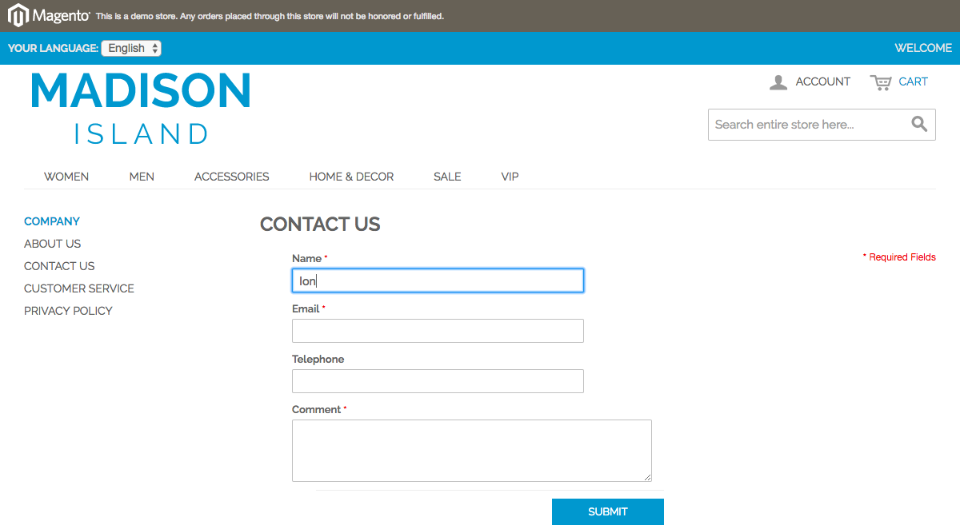 Magento® This is a demo store. Any orders placed through this store will not be honored or fulfilled.
YOUR LANGUAGE: English WELCOME
MADISON
ISLAND
ACCOUNT CART
Search entire store here...
WOMEN MEN ACCESSORIES HOME & DECOR SALE VIP
COMPANY
ABOUT US
CONTACT US
CUSTOMER SERVICE
PRIVACY POLICY
CONTACT US
* Required Fields
Name *
Ion
Email *
Telephone
Comment *
SUBMIT